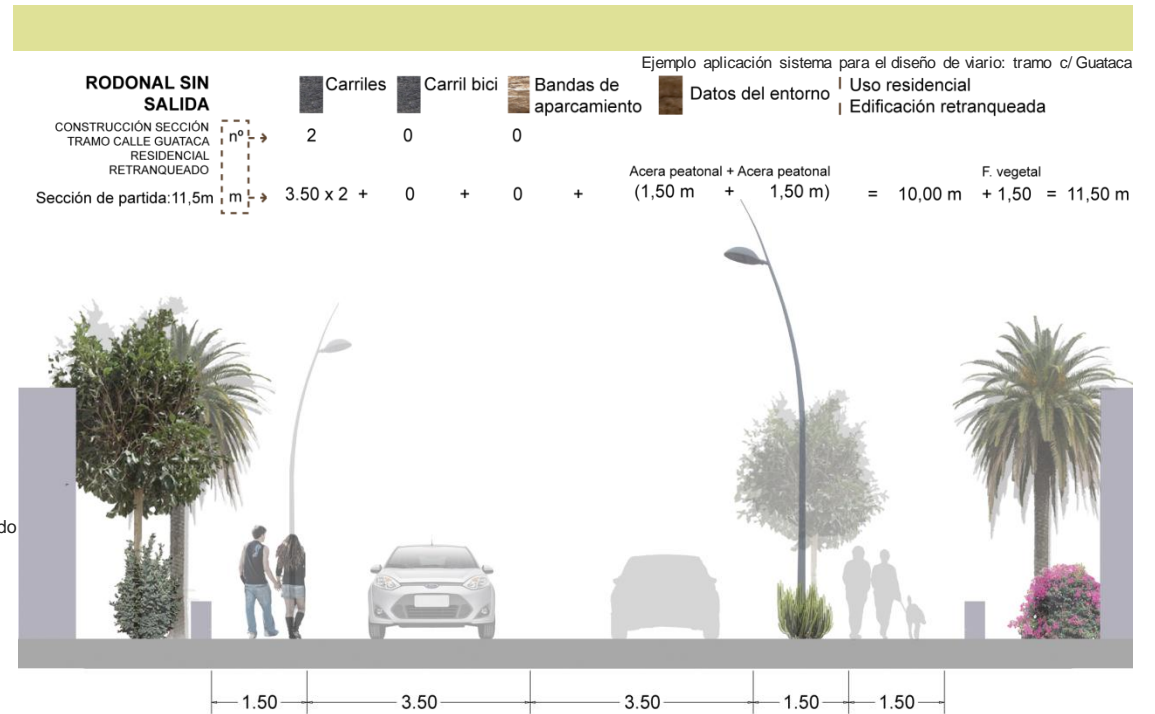 Ejemplo aplicación sistema para el diseño de viario: tramo c/ Guataca
RODONAL SIN
SALIDA
CONSTRUCCIÓN SECCIÓN
TRAMO CALLE GUATACA
RESIDENCIAL
RETRANQUEADO
Sección de partida:11,5m
Carriles
Carril bici
Bandas de
aparcamiento
Datos del entorno
Uso residencial
Edificación retranqueada
nº 2 0 0
Acera peatonal + Acera peatonal
F. vegetal
m 3.50 x 2 + 0 + 0 + (1,50 m + 1,50 m) = 10,00 m + 1,50 = 11,50 m
do
1.50 3.50 3.50 1.50 1.50